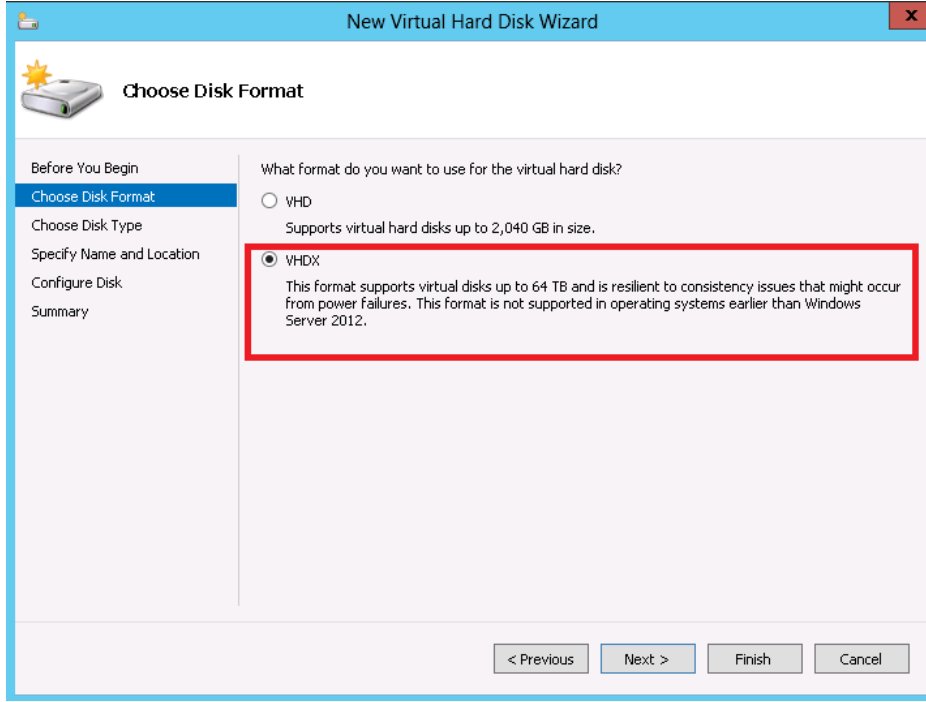 New Virtual Hard Disk Wizard
x
Choose Disk Format
Before You Begin
Choose Disk Format
Choose Disk Type
Specify Name and Location
Configure Disk
Summary
What format do you want to use for the virtual hard disk?
VHD
Supports virtual hard disks up to 2,040 GB in size.
VHDX
This format supports virtual disks up to 64 TB and is resilient to consistency issues that might occur
from power failures. This format is not supported in operating systems earlier than Windows
Server 2012.
< Previous
Next >
Finish
Cancel